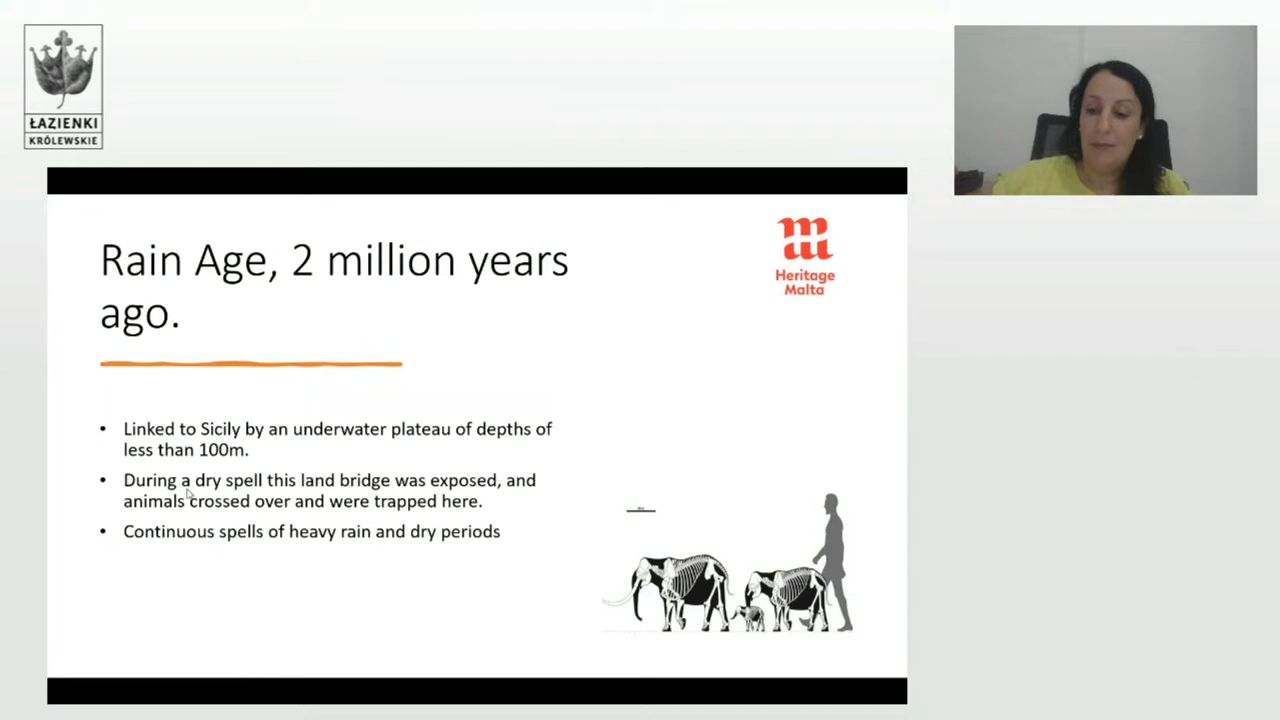 ŁAZIENKI
KRÓLEWSKIE
Rain Age, 2 million years
ago.
Heritage
Malta
• Linked to Sicily by an underwater plateau of depths of
less than 100m.
• During a dry spell this land bridge was exposed, and
animals crossed over and were trapped here.
• Continuous spells of heavy rain and dry periods